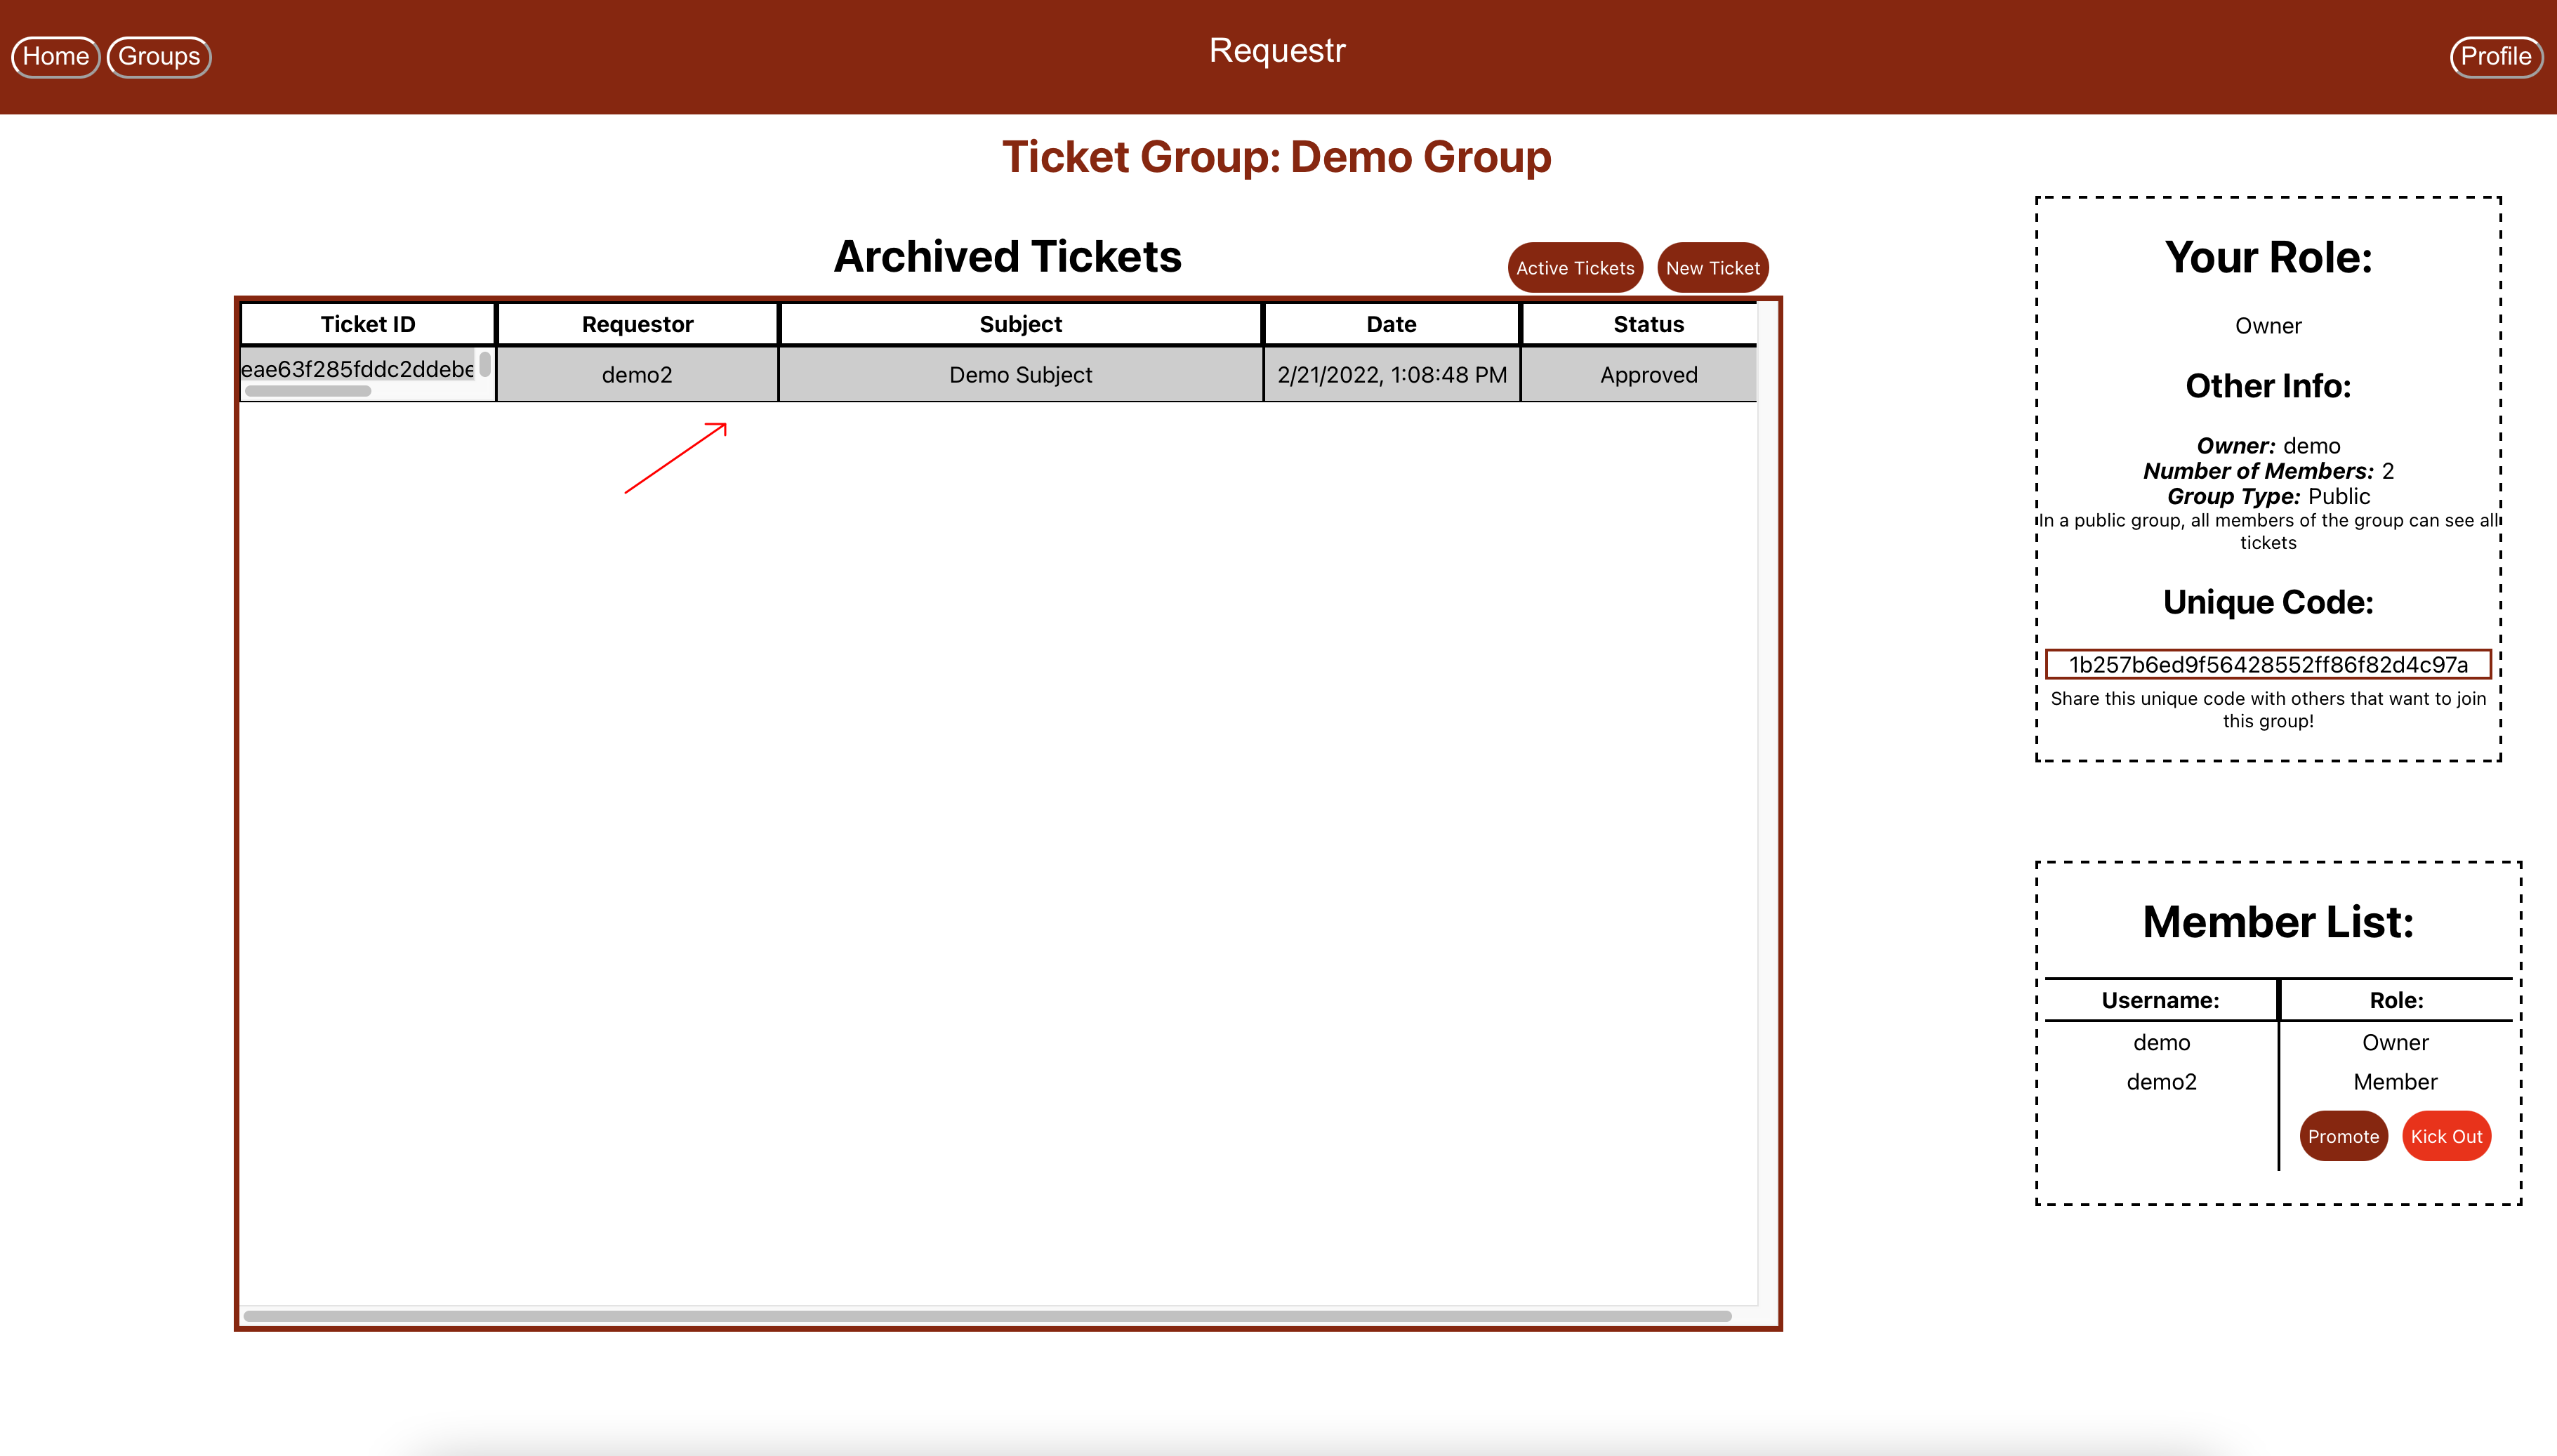 Home Groups Requestr Profile
Ticket Group: Demo Group
Archived Tickets
Active Tickets New Ticket
Ticket ID Requestor Subject Date Status
eae63f285fddc2ddebe demo2 Demo Subject 2/21/2022, 1:08:48 PM Approved
Your Role:
Owner
Other Info:
Owner: demo
Number of Members: 2
Group Type: Public
In a public group, all members of the group can see all
tickets
Unique Code:
1b257b6ed9f56428552ff86f82d4c97a
Share this unique code with others that want to join
this group!
Member List:
Username: Role:
demo Owner
demo2 Member
Promote Kick Out